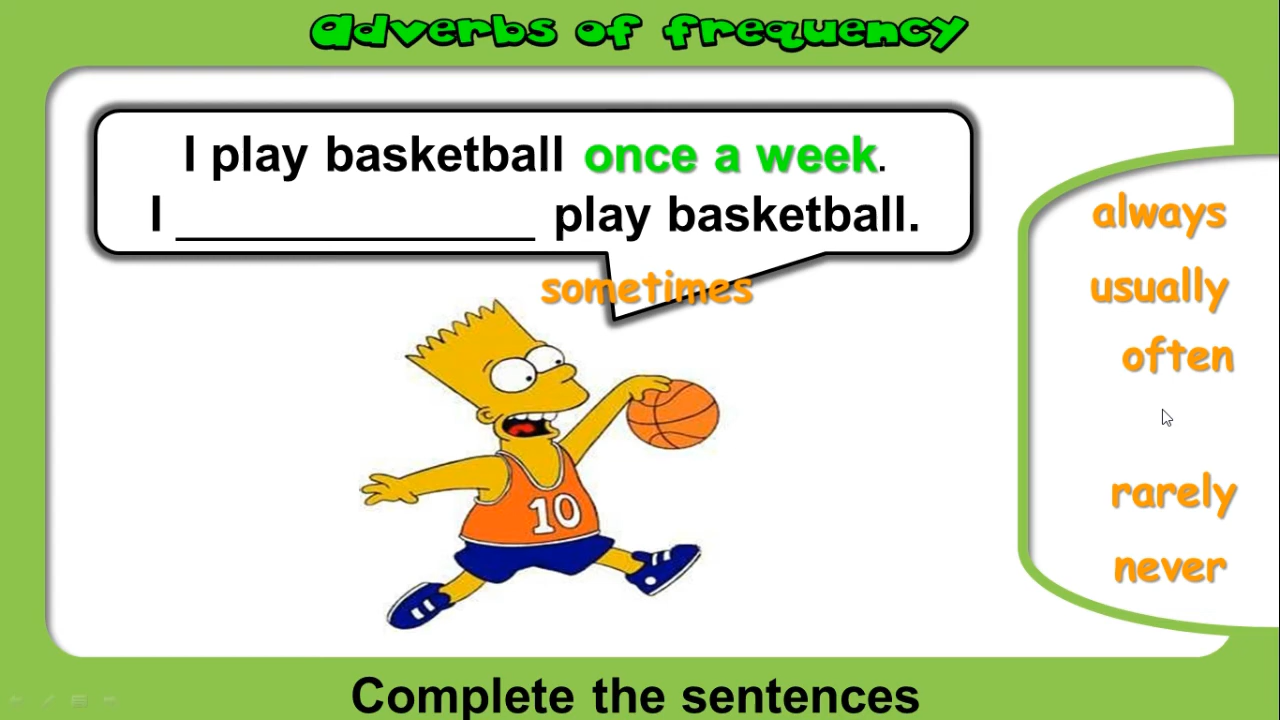 adverbs of frequency
I play basketball once a week.
I _____________ play basketball.
sometimes
always
usually
often
rarely
never
10
Complete the sentences